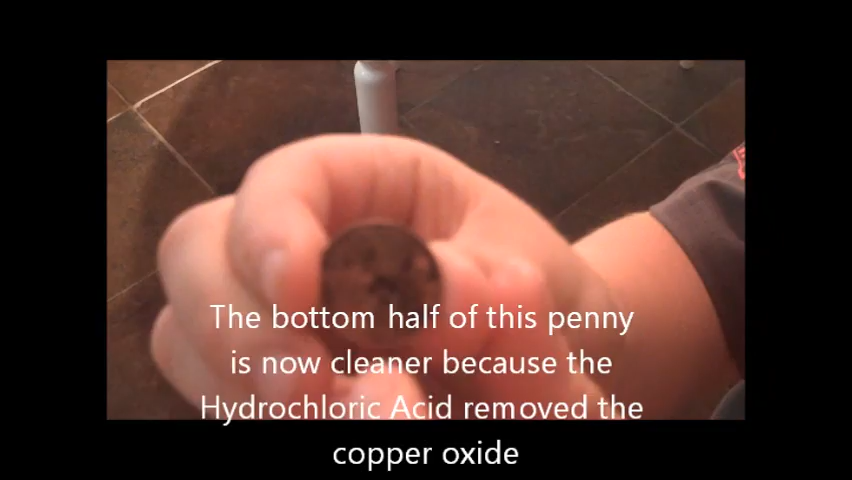 The bottom half of this penny
is now cleaner because the
Hydrochloric Acid removed the
copper oxide